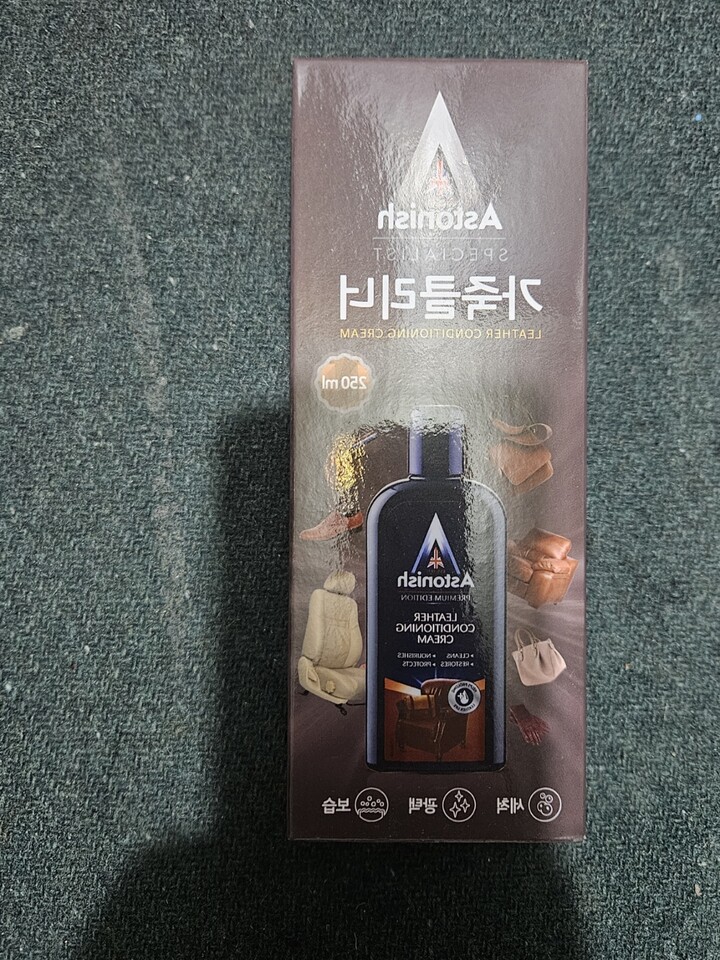 Astonish
SPECIALIST
가죽클리너
LEATHER CONDITIONING CREAM
250 ml
Astonish
PREMIUM EDITION
LEATHER
CONDITIONING
CREAM
• CLEANS • NOURISHES
• RESTORES • PROTECTS
세척 광택 보습